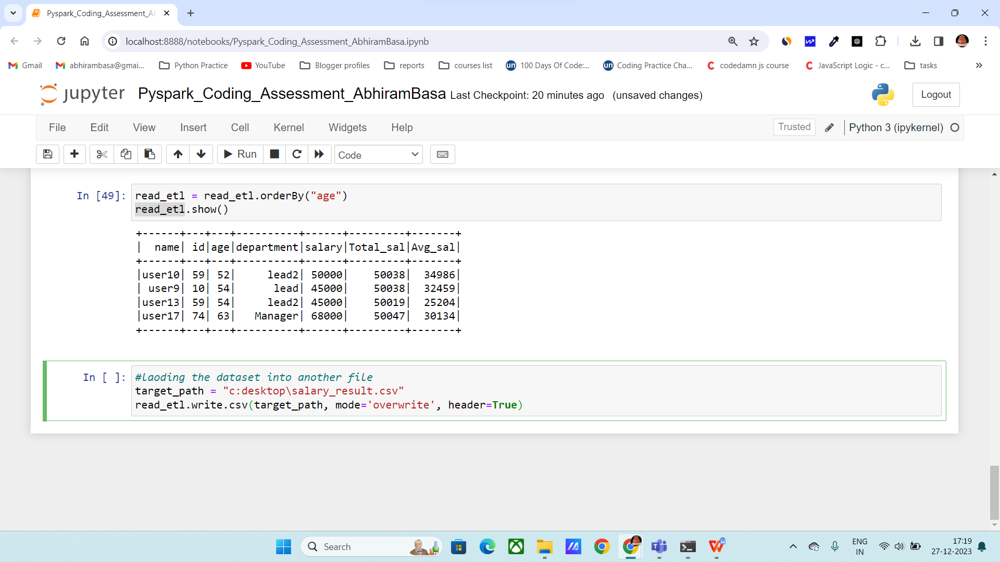 Pyspark_Coding_Assessment_Al
localhost:8888/notebooks/Pyspark_Coding_Assessment_AbhiramBasa.ipynb
Gmail abhirambasa@gmai... Python Practice YouTube Blogger profiles reports courses list un 100 Days Of Code:... un Coding Practice Cha... codedamn js course JavaScript Logic - c... tasks »
jupyter Pyspark_Coding_Assessment_AbhiramBasa Last Checkpoint: 20 minutes ago (unsaved changes) Logout
File Edit View Insert Cell Kernel Widgets Help Trusted Python 3 (ipykernel)
Run Code
In [49]: read_etl = read_etl.orderBy("age")
read_etl.show()
+------+---+---+----------+------+---------+-------+
|  name| id|age|department|salary|Total_sal|Avg_sal|
+------+---+---+----------+------+---------+-------+
|user10| 59| 52|     lead2| 50000|    50038|  34986|
| user9| 10| 54|      lead| 45000|    50038|  32459|
|user13| 59| 54|     lead2| 45000|    50019|  25204|
|user17| 74| 63|   Manager| 68000|    50047|  30134|
+------+---+---+----------+------+---------+-------+
In [ ]: #Laoding the dataset into another file
target_path = "c:desktop\salary_result.csv"
read_etl.write.csv(target_path, mode='overwrite', header=True)
Search
ENG
IN
17:19
27-12-2023